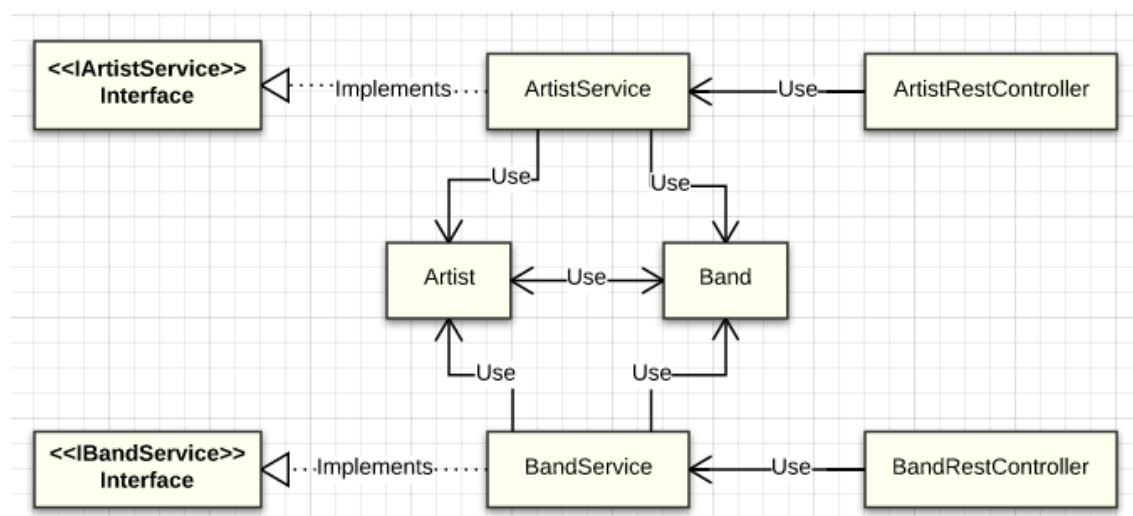 <<IArtistService>>
Interface
Implements
ArtistService
Use
ArtistRestController
Use
Use
Artist
Use
Band
Use
Use
<<IBandService>>
Interface
Implements
BandService
Use
BandRestController